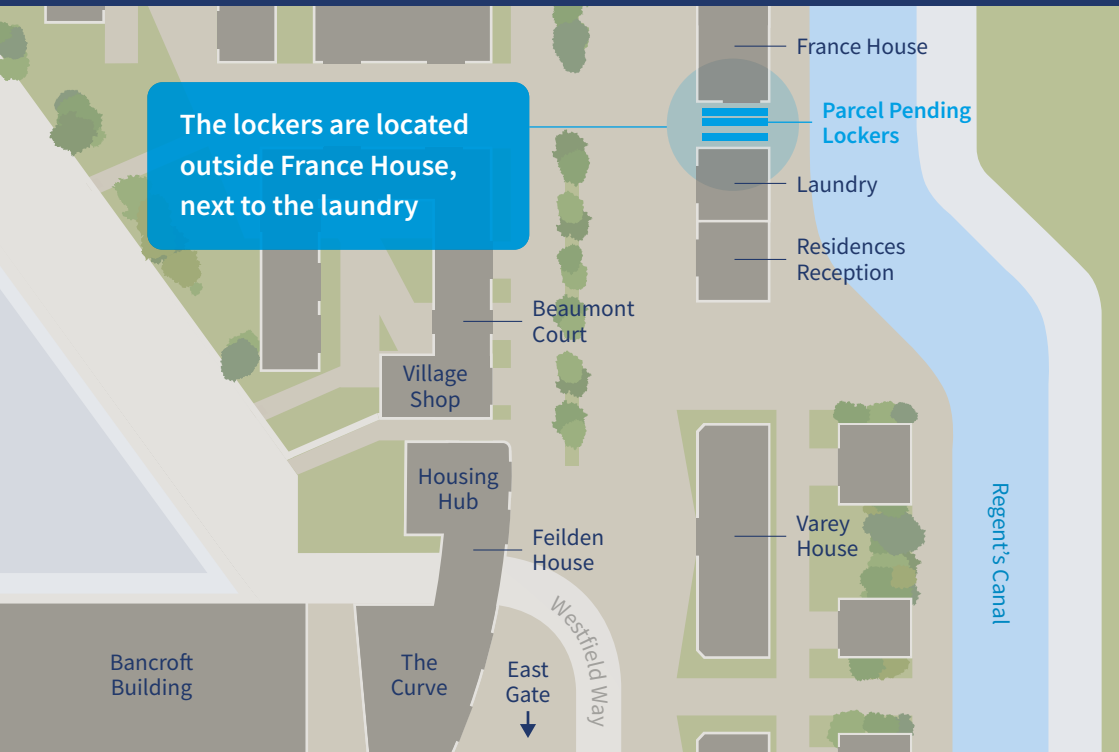 France House
The lockers are located
outside France House,
next to the laundry
Parcel Pending
Lockers
Laundry
Residences
Reception
Beaumont
Court
Village
Shop
Housing
Hub
Feilden
House
Varey
House
Regent's Canal
Westfield Way
Bancroft
Building
The
Curve
East
Gate